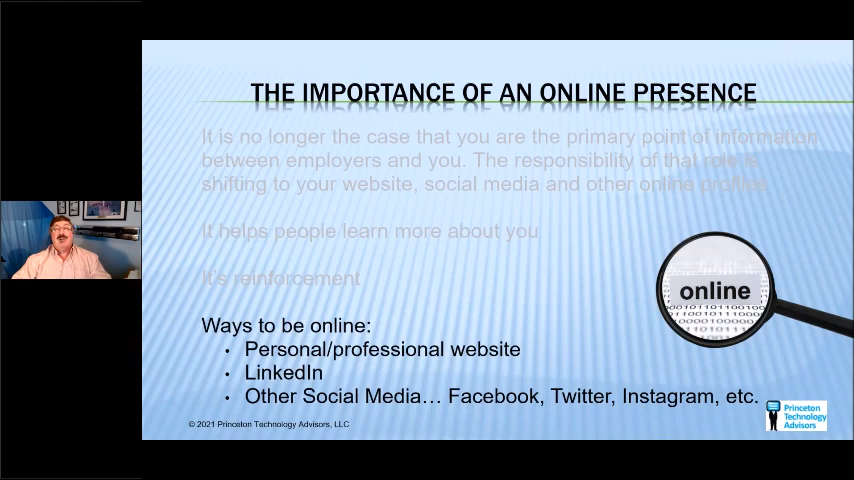 THE IMPORTANCE OF AN ONLINE PRESENCE
It is no longer the case that you are the primary point of information
between employers and you. The responsibility of that role is
shifting to your website, social media and other online profiles
It helps people learn more about you
It's reinforcement
online
Ways to be online:
• Personal/professional website
• LinkedIn
• Other Social Media… Facebook, Twitter, Instagram, etc.
© 2021 Princeton Technology Advisors, LLC
Princeton
Technology
Advisors